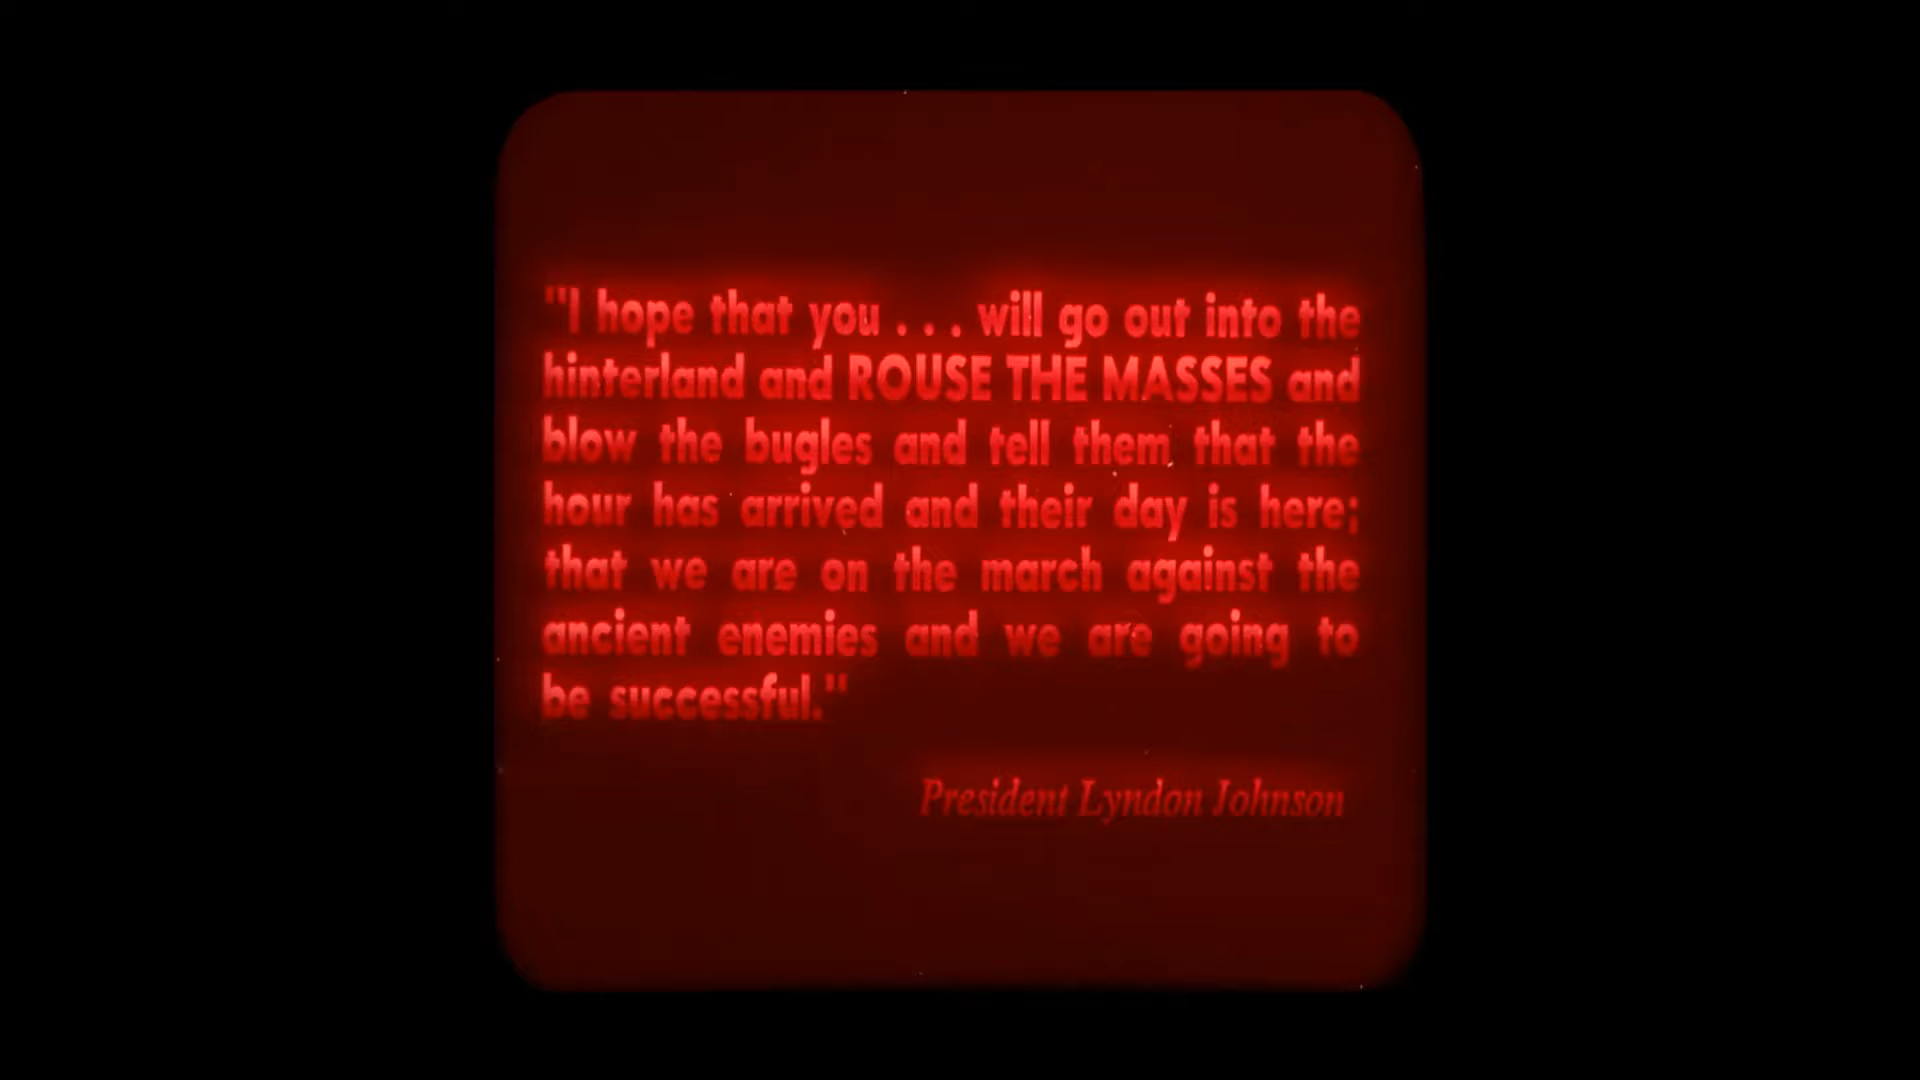 "I hope that you . . . will go out into the
hinterland and ROUSE THE MASSES and
blow the bugles and tell them that the
hour has arrived and their day is here;
that we are on the march against the
ancient enemies and we are going to
be successful."
President Lyndon Johnson